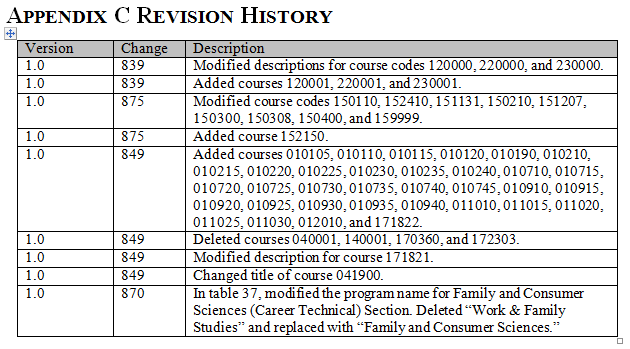 APPENDIX C REVISION HISTORY
Version Change Description
1.0 839 Modified descriptions for course codes 120000, 220000, and 230000.
1.0 839 Added courses 120001, 220001, and 230001.
1.0 875 Modified course codes 150110, 152410, 151131, 150210, 151207,
150300, 150308, 150400, and 159999.
1.0 875 Added course 152150.
1.0 849 Added courses 010105, 010110, 010115, 010120, 010190, 010210,
010215, 010220, 010225, 010230, 010235, 010240, 010710, 010715,
010720, 010725, 010730, 010735, 010740, 010745, 010910, 010915,
010920, 010925, 010930, 010935, 010940, 011010, 011015, 011020,
011025, 011030, 012010, and 171822.
1.0 849 Deleted courses 040001, 140001, 170360, and 172303.
1.0 849 Modified description for course 171821.
1.0 849 Changed title of course 041900.
1.0 870 In table 37, modified the program name for Family and Consumer
Sciences (Career Technical) Section. Deleted “Work & Family
Studies” and replaced with “Family and Consumer Sciences.”